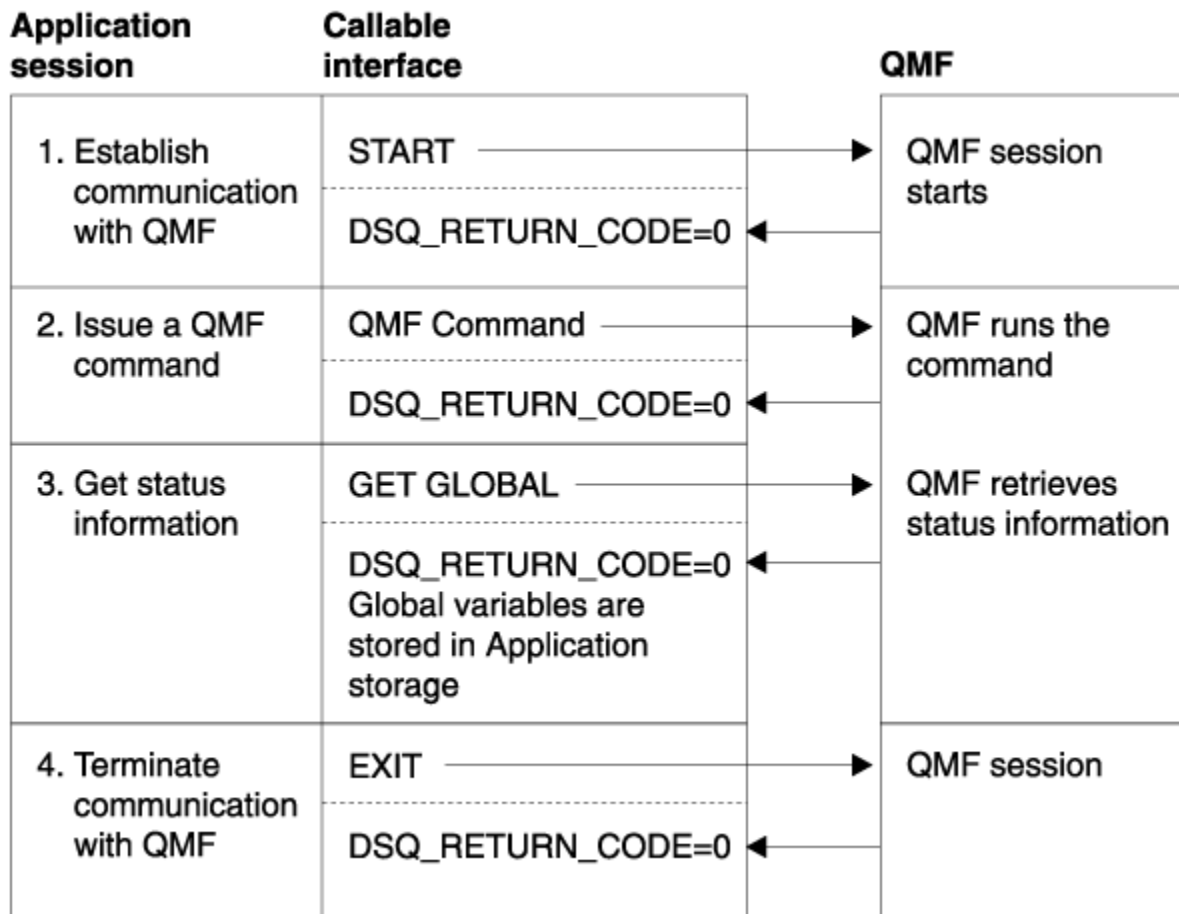 Application
session
Callable
interface
QMF
1. Establish
communication
with QMF
START
DSQ_RETURN_CODE=0
QMF session
starts
2. Issue a QMF
command
QMF Command
DSQ_RETURN_CODE=0
QMF runs the
command
3. Get status
information
GET GLOBAL
DSQ_RETURN_CODE=0
Global variables are
stored in Application
storage
QMF retrieves
status information
4. Terminate
communication
with QMF
EXIT
DSQ_RETURN_CODE=0
QMF session